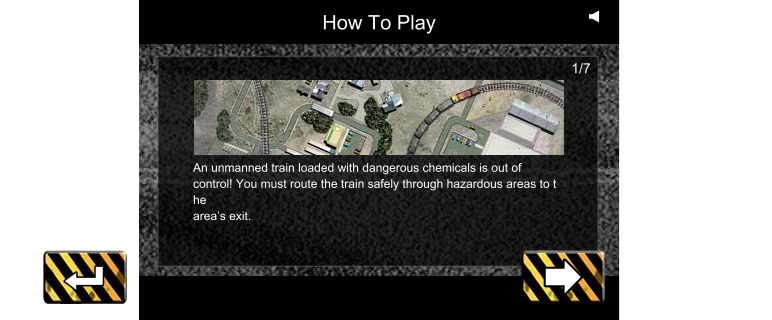 How To Play
1/7
An unmanned train loaded with dangerous chemicals is out of
control! You must route the train safely through hazardous areas to t
he
area's exit.